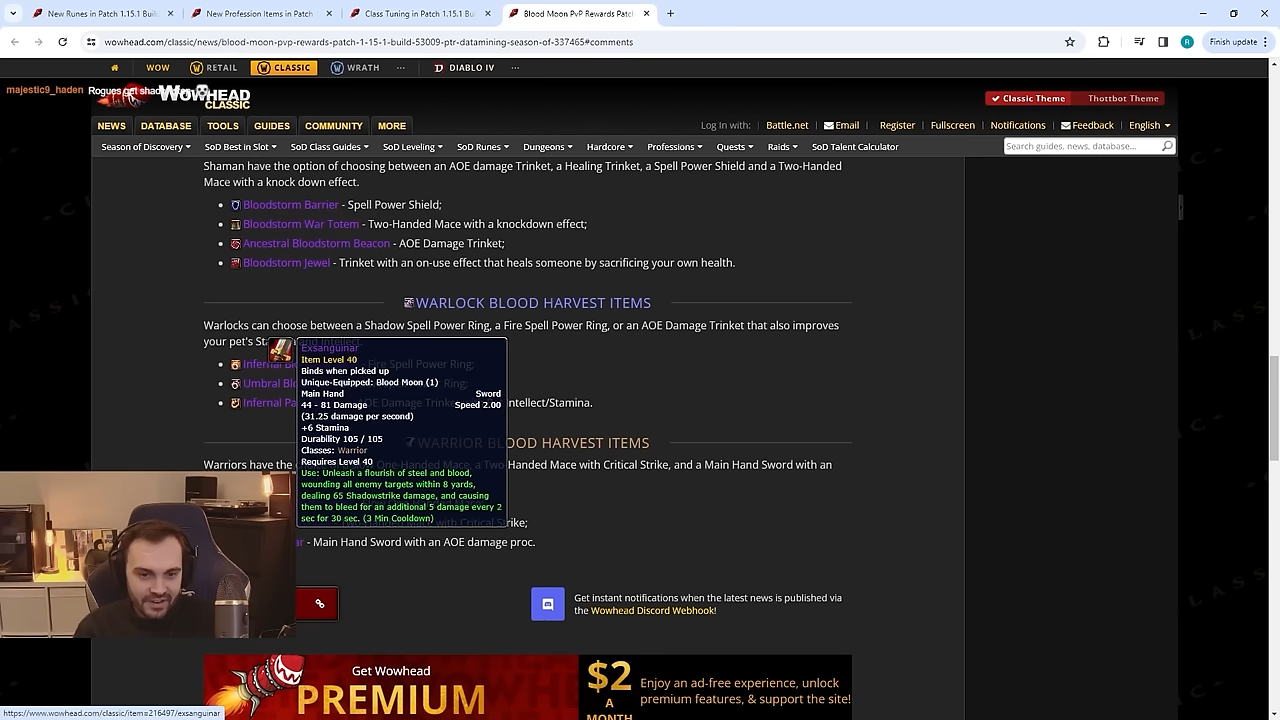 New Runes in Patch 1.15.1 Buil
New Profession Items in Patch
Class Tuning in Patch 1.15.1 Bu
Blood Moon PvP Rewards Patch
wowhead.com/classic/news/blood-moon-pvp-rewards-patch-1-15-1-build-53009-ptr-datamining-season-of-337465#comments
R
Finish update
WOW
RETAIL
CLASSIC
WRATH
DIABLO IV
majestic9_haden
Rogues get
WOWHEAD
CLASSIC
Classic Theme
Thottbot Theme
NEWS
DATABASE
TOOLS
GUIDES
COMMUNITY
MORE
Log In with:
Battle.net
Email
Register
Fullscreen
Notifications
Feedback
English
Season of Discovery
SoD Best in Slot
SoD Class Guides
SoD Leveling
SoD Runes
Dungeons
Hardcore
Professions
Quests
Raids
SoD Talent Calculator
Search guides, news, database...
Shaman have the option of choosing between an AOE damage Trinket, a Healing Trinket, a Spell Power Shield and a Two-Handed
Mace with a knock down effect.
Bloodstorm Barrier - Spell Power Shield;
Bloodstorm War Totem - Two-Handed Mace with a knockdown effect;
Ancestral Bloodstorm Beacon - AOE Damage Trinket;
Bloodstorm Jewel - Trinket with an on-use effect that heals someone by sacrificing your own health.
WARLOCK BLOOD HARVEST ITEMS
Warlocks can choose between a Shadow Spell Power Ring, a Fire Spell Power Ring, or an AOE Damage Trinket that also improves
your pet's Stamina and Intellect.
Infernal Bl - Fire Spell Power Ring;
Umbral Bl Ring;
Infernal Pa AOE Damage Trinket Intellect/Stamina.
Exsanguinar
Item Level 40
Binds when picked up
Unique-Equipped: Blood Moon (1)
Main Hand
Sword
44 - 81 Damage
Speed 2.00
(31.25 damage per second)
+6 Stamina
Durability 105 / 105
Classes: Warrior
Requires Level 40
Use: Unleash a flourish of steel and blood,
wounding all enemy targets within 8 yards,
dealing 65 Shadowstrike damage, and causing
them to bleed for an additional 5 damage every 2
sec for 30 sec. (3 Min Cooldown)
WARRIOR BLOOD HARVEST ITEMS
Warriors have the One-Handed Mace, a Two Handed Mace with Critical Strike, and a Main Hand Sword with an
with Critical Strike;
ar - Main Hand Sword with an AOE damage proc.
Get instant notifications when the latest news is published via
the Wowhead Discord Webhook!
Get Wowhead
PREMIUM
$2
A
MONTH
Enjoy an ad-free experience, unlock
premium features, & support the site!
https://www.wowhead.com/classic/item=216497/exsanguinar